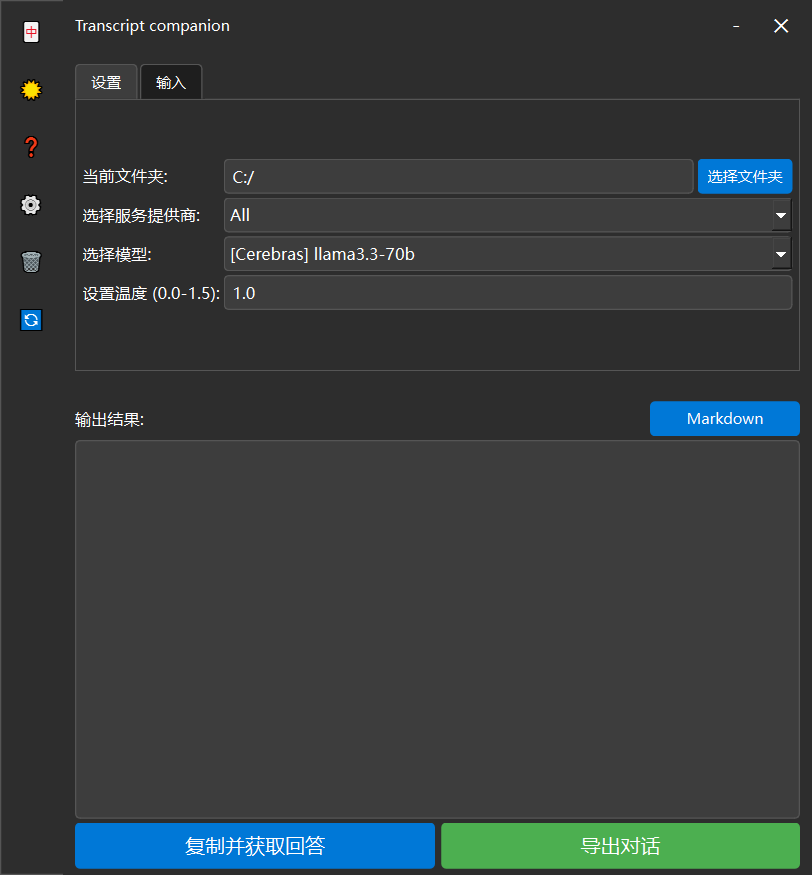 中
Transcript companion
设置 输入
当前文件夹: C:/ 选择文件夹
选择服务提供商: All
选择模型: [Cerebras] llama3.3-70b
设置温度 (0.0-1.5): 1.0
输出结果: Markdown
复制并获取回答 导出对话